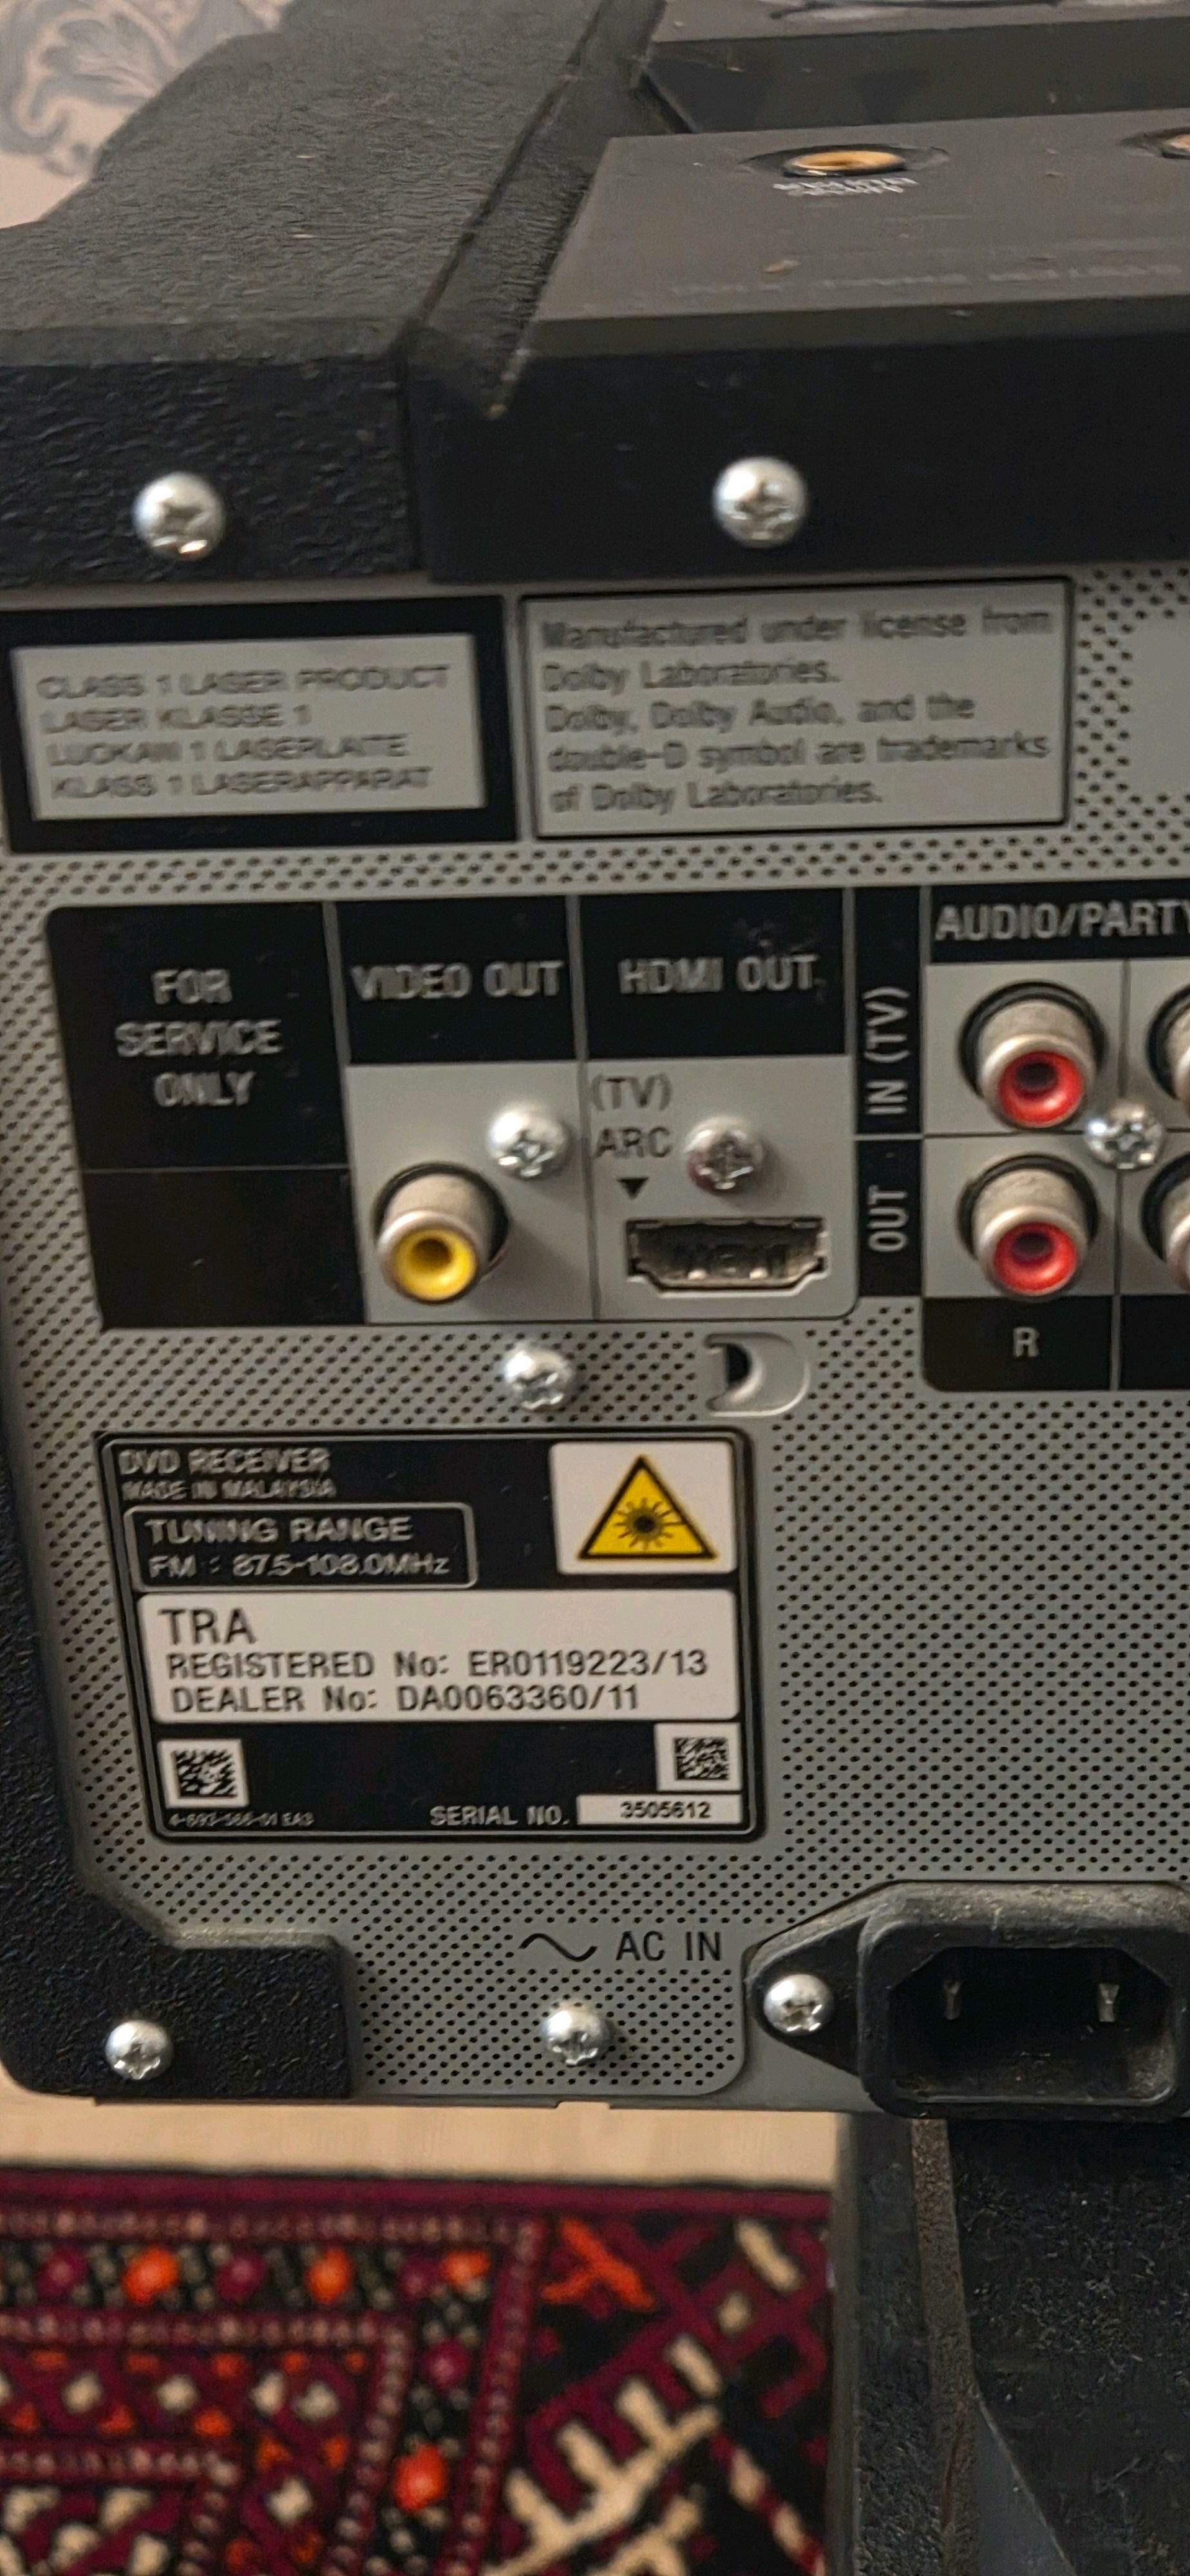 CLASS 1 LASER PRODUCT
LASER KLASSE 1
LUOKAN 1 LASERLAITE
KLASS 1 LASERAPPARAT
Manufactured under license from
Dolby Laboratories.
Dolby, Dolby Audio, and the
double-D symbol are trademarks
of Dolby Laboratories.
FOR
SERVICE
ONLY
VIDEO OUT
HDMI OUT
(TV)
ARC
IN (TV)
OUT
AUDIO/PARTY
R
DVD RECEIVER
MADE IN MALAYSIA
TUNING RANGE
FM : 87.5-108.0MHz
TRA
REGISTERED No: ER0119223/13
DEALER No: DA0063360/11
SERIAL NO. 3505612
AC IN